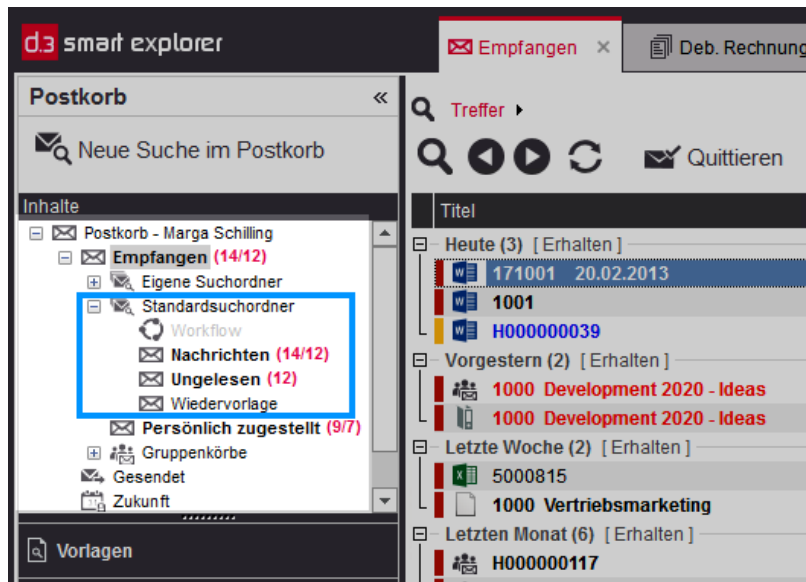 d.3 smart explorer
Empfangen
Deb. Rechnung
Postkorb
Neue Suche im Postkorb
Inhalte
Postkorb - Marga Schilling
Empfangen (14/12)
Eigene Suchordner
Standardsuchordner
Workflow
Nachrichten (14/12)
Ungelesen (12)
Wiedervorlage
Persönlich zugestellt (9/7)
Gruppenkörbe
Gesendet
Zukunft
Vorlagen
Treffer
Quittieren
Titel
Heute (3) [ Erhalten ]
171001 20.02.2013
1001
H000000039
Vorgestern (2) [ Erhalten ]
1000 Development 2020 - Ideas
1000 Development 2020 - Ideas
Letzte Woche (2) [ Erhalten ]
5000815
1000 Vertriebsmarketing
Letzten Monat (6) [ Erhalten ]
H000000117